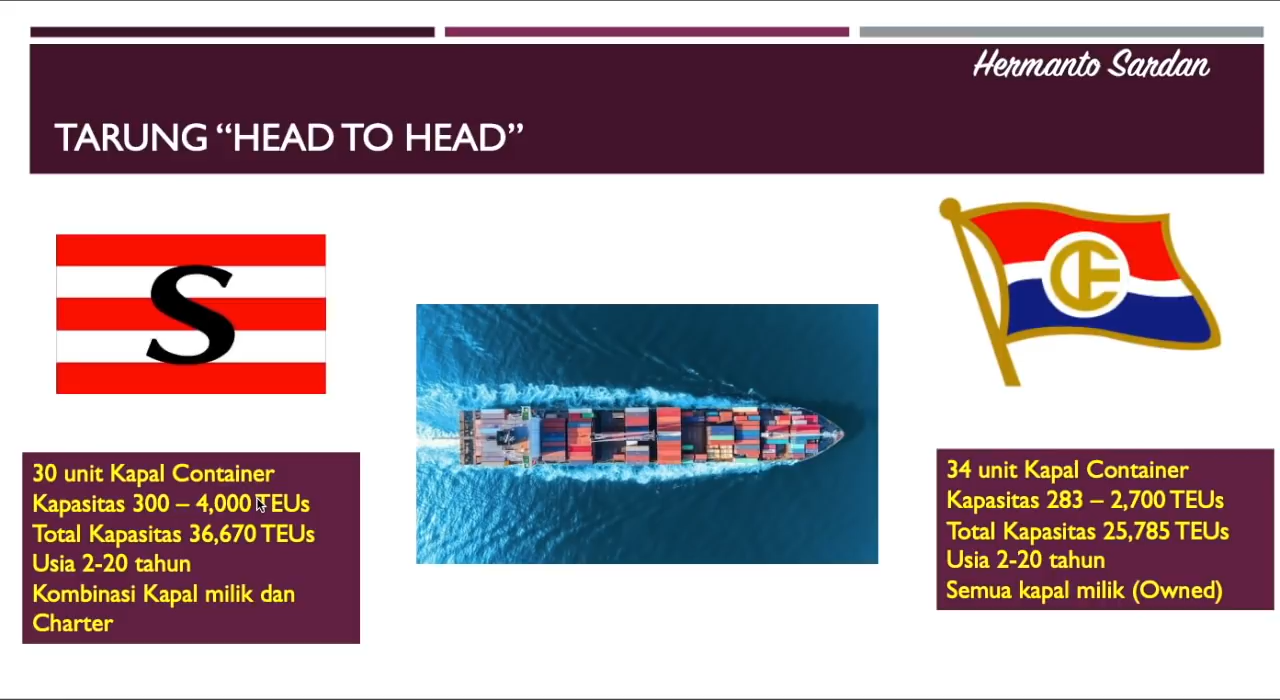 Hermanto Sardan
TARUNG “HEAD TO HEAD”
S
CE
30 unit Kapal Container
Kapasitas 300 – 4,000 TEUs
Total Kapasitas 36,670 TEUs
Usia 2-20 tahun
Kombinasi Kapal milik dan
Charter
34 unit Kapal Container
Kapasitas 283 – 2,700 TEUs
Total Kapasitas 25,785 TEUs
Usia 2-20 tahun
Semua kapal milik (Owned)